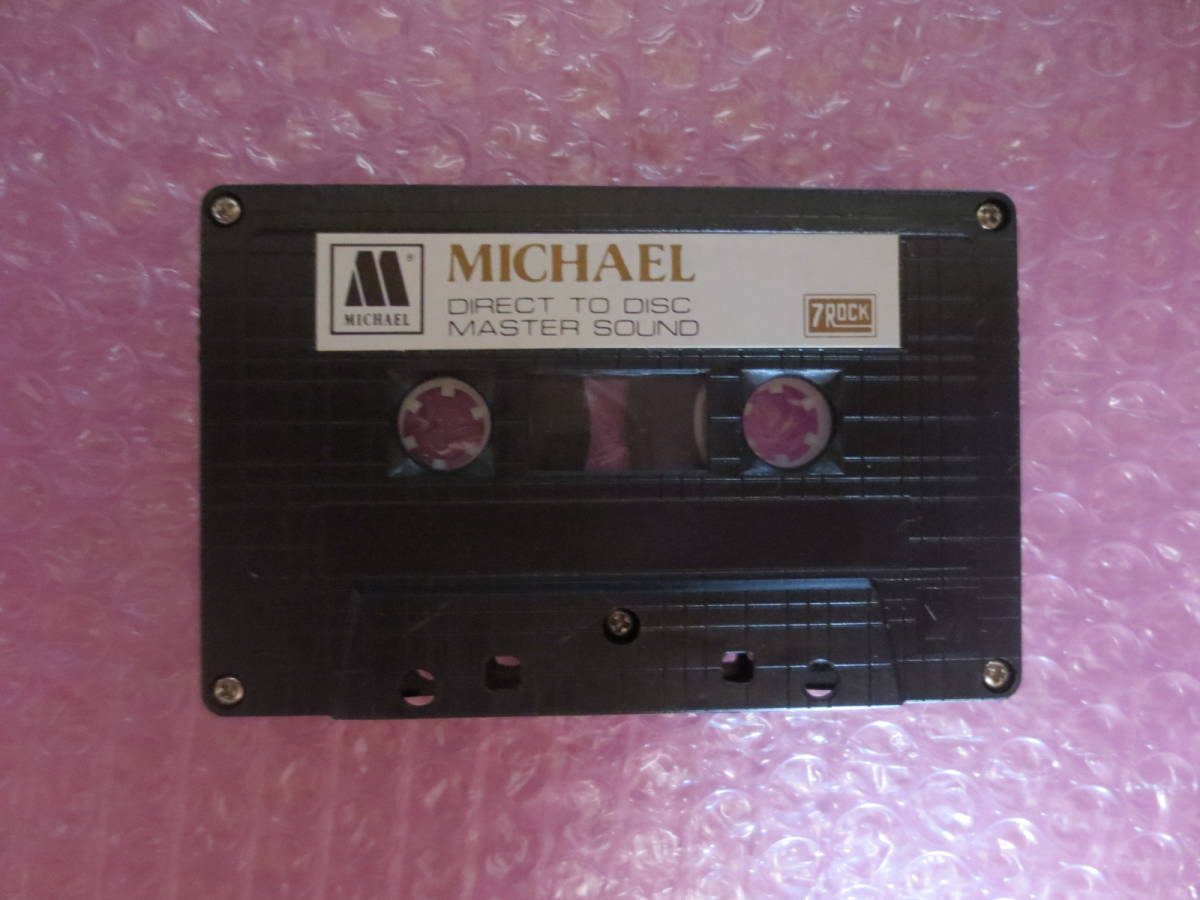 M®
MICHAEL
MICHAEL
DIRECT TO DISC
MASTER SOUND
7ROCK